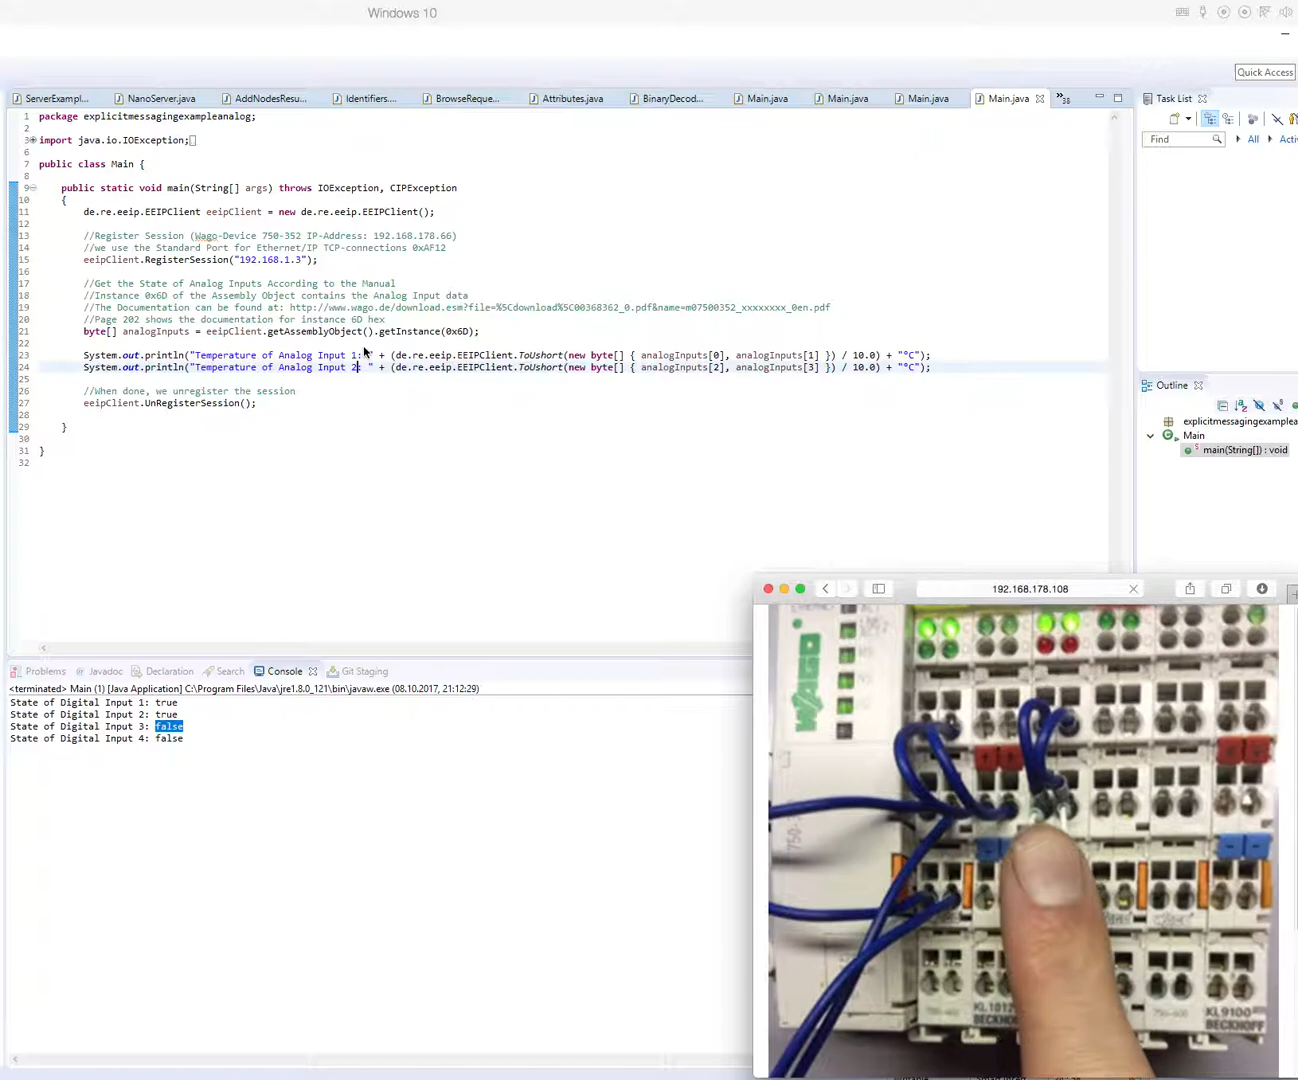 Windows 10
Quick Access
ServerExampl... NanoServer.java AddNodesResu... Identifiers.... BrowseReque... Attributes.java BinaryDecod... Main.java Main.java Main.java Main.java »38
Task List
Find All Activ
1 package explicitmessagingexampleanalog;
2
3 import java.io.IOException;
6
7 public class Main {
8
9 public static void main(String[] args) throws IOException, CIPException
10 {
11 de.re.eeip.EEIPClient eeipClient = new de.re.eeip.EEIPClient();
12
13 //Register Session (Wago-Device 750-352 IP-Address: 192.168.178.66)
14 //we use the Standard Port for Ethernet/IP TCP-connections 0xAF12
15 eeipClient.RegisterSession("192.168.1.3");
16
17 //Get the State of Analog Inputs According to the Manual
18 //Instance 0x6D of the Assembly Object contains the Analog Input data
19 //The Documentation can be found at: http://www.wago.de/download.esm?file=%5Cdownload%5C00368362_0.pdf&name=m07500352_xxxxxxxx_0en.pdf
20 //Page 202 shows the documentation for instance 6D hex
21 byte[] analogInputs = eeipClient.getAssemblyObject().getInstance(0x6D);
22
23 System.out.println("Temperature of Analog Input 1: " + (de.re.eeip.EEIPClient.ToUshort(new byte[] { analogInputs[0], analogInputs[1] }) / 10.0) + "°C");
24 System.out.println("Temperature of Analog Input 2: " + (de.re.eeip.EEIPClient.ToUshort(new byte[] { analogInputs[2], analogInputs[3] }) / 10.0) + "°C");
25
26 //When done, we unregister the session
27 eeipClient.UnRegisterSession();
28
29 }
30
31 }
32
Outline
explicitmessagingexamplea
Main
main(String[]) : void
Problems Javadoc Declaration Search Console Git Staging
<terminated> Main (1) [Java Application] C:\Program Files\Java\jre1.8.0_121\bin\javaw.exe (08.10.2017, 21:12:29)
State of Digital Input 1: true
State of Digital Input 2: true
State of Digital Input 3: false
State of Digital Input 4: false
192.168.178.108
WAGO
750-
KL1012
BECKHOFF
750-600
KL9100
BECKHOFF